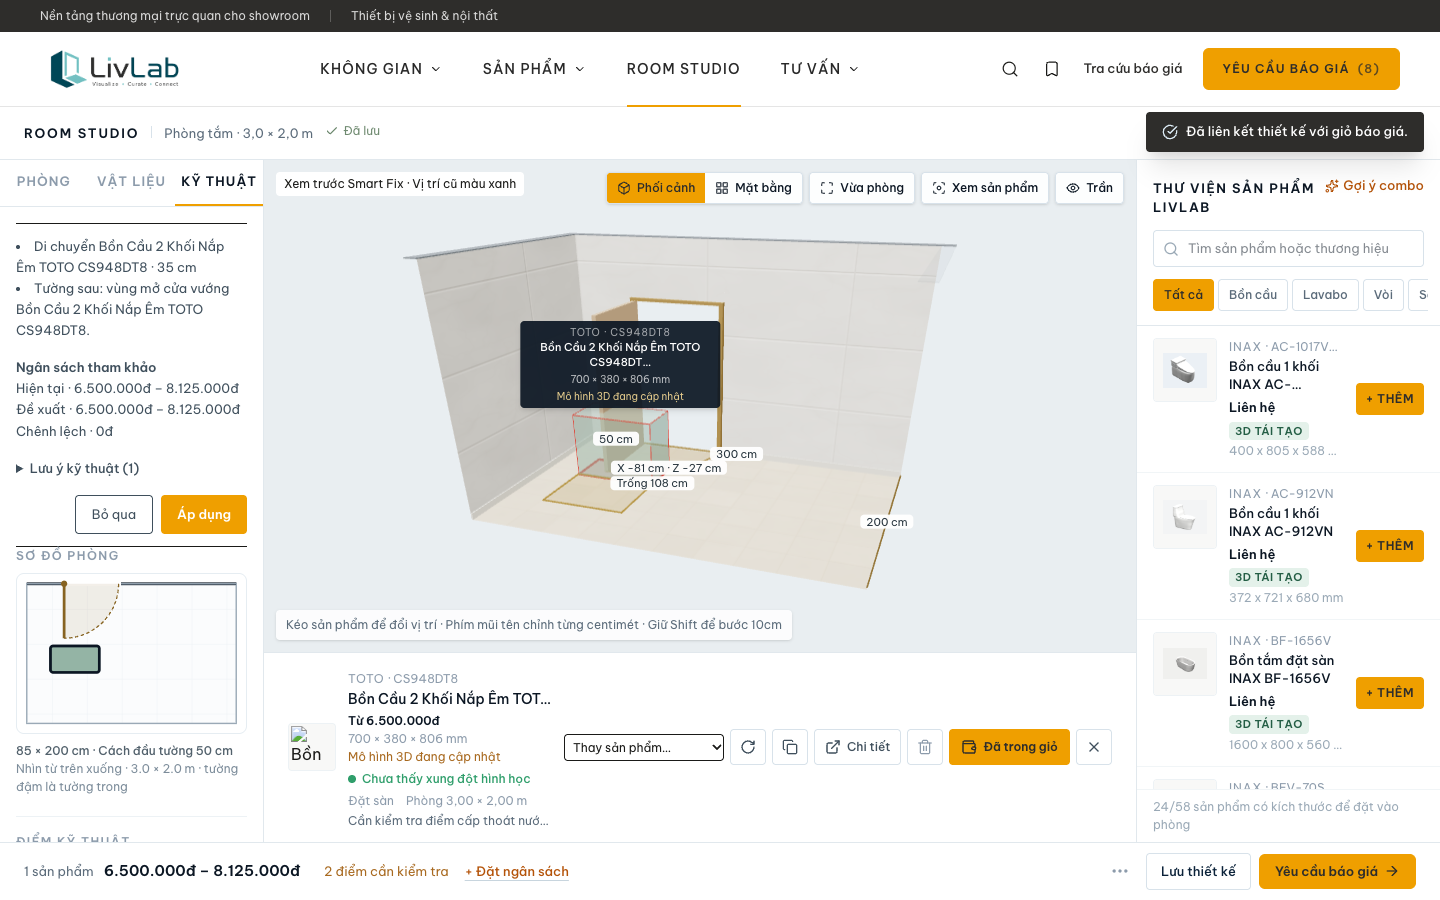 Nền tảng thương mại trực quan cho showroom
Thiết bị vệ sinh & nội thất
LivLab
Visualize • Curate • Connect
KHÔNG GIAN
SẢN PHẨM
ROOM STUDIO
TƯ VẤN
Tra cứu báo giá
YÊU CẦU BÁO GIÁ (8)
ROOM STUDIO
Phòng tắm · 3,0 × 2,0 m
Đã lưu
Đã liên kết thiết kế với giỏ báo giá.
PHÒNG
VẬT LIỆU
KỸ THUẬT
• Di chuyển Bồn Cầu 2 Khối Nắp
Êm TOTO CS948DT8 · 35 cm
• Tường sau: vùng mở cửa vướng
Bồn Cầu 2 Khối Nắp Êm TOTO
CS948DT8.
Ngân sách tham khảo
Hiện tại · 6.500.000đ – 8.125.000đ
Đề xuất · 6.500.000đ – 8.125.000đ
Chênh lệch · 0đ
Lưu ý kỹ thuật (1)
Bỏ qua
Áp dụng
SƠ ĐỒ PHÒNG
85 × 200 cm · Cách đầu tường 50 cm
Nhìn từ trên xuống · 3.0 × 2.0 m · tường
đậm là tường trong
ĐIỂM KỸ THUẬT
Xem trước Smart Fix · Vị trí cũ màu xanh
Phối cảnh
Mặt bằng
Vừa phòng
Xem sản phẩm
Trần
TOTO · CS948DT8
Bồn Cầu 2 Khối Nắp Êm TOTO
CS948DT...
700 × 380 × 806 mm
Mô hình 3D đang cập nhật
50 cm
300 cm
X -81 cm · Z -27 cm
Trống 108 cm
200 cm
Kéo sản phẩm để đổi vị trí · Phím mũi tên chỉnh từng centimét · Giữ Shift để bước 10cm
Bồn
TOTO · CS948DT8
Bồn Cầu 2 Khối Nắp Êm TOT...
Từ 6.500.000đ
700 × 380 × 806 mm
Mô hình 3D đang cập nhật
Chưa thấy xung đột hình học
Đặt sàn Phòng 3,00 × 2,00 m
Cần kiểm tra điểm cấp thoát nướ...
Thay sản phẩm...
Chi tiết
Đã trong giỏ
THƯ VIỆN SẢN PHẨM
LIVLAB
Gợi ý combo
Tìm sản phẩm hoặc thương hiệu
Tất cả
Bồn cầu
Lavabo
Vòi
INAX · AC-1017V...
Bồn cầu 1 khối
INAX AC-...
Liên hệ
3D TÁI TẠO
400 x 805 x 588 ...
+ THÊM
INAX · AC-912VN
Bồn cầu 1 khối
INAX AC-912VN
Liên hệ
3D TÁI TẠO
372 x 721 x 680 mm
+ THÊM
INAX · BF-1656V
Bồn tắm đặt sàn
INAX BF-1656V
Liên hệ
3D TÁI TẠO
1600 x 800 x 560 ...
+ THÊM
INAX · BFV-70S
24/58 sản phẩm có kích thước để đặt vào
phòng
1 sản phẩm
6.500.000đ – 8.125.000đ
2 điểm cần kiểm tra
+ Đặt ngân sách
Lưu thiết kế
Yêu cầu báo giá